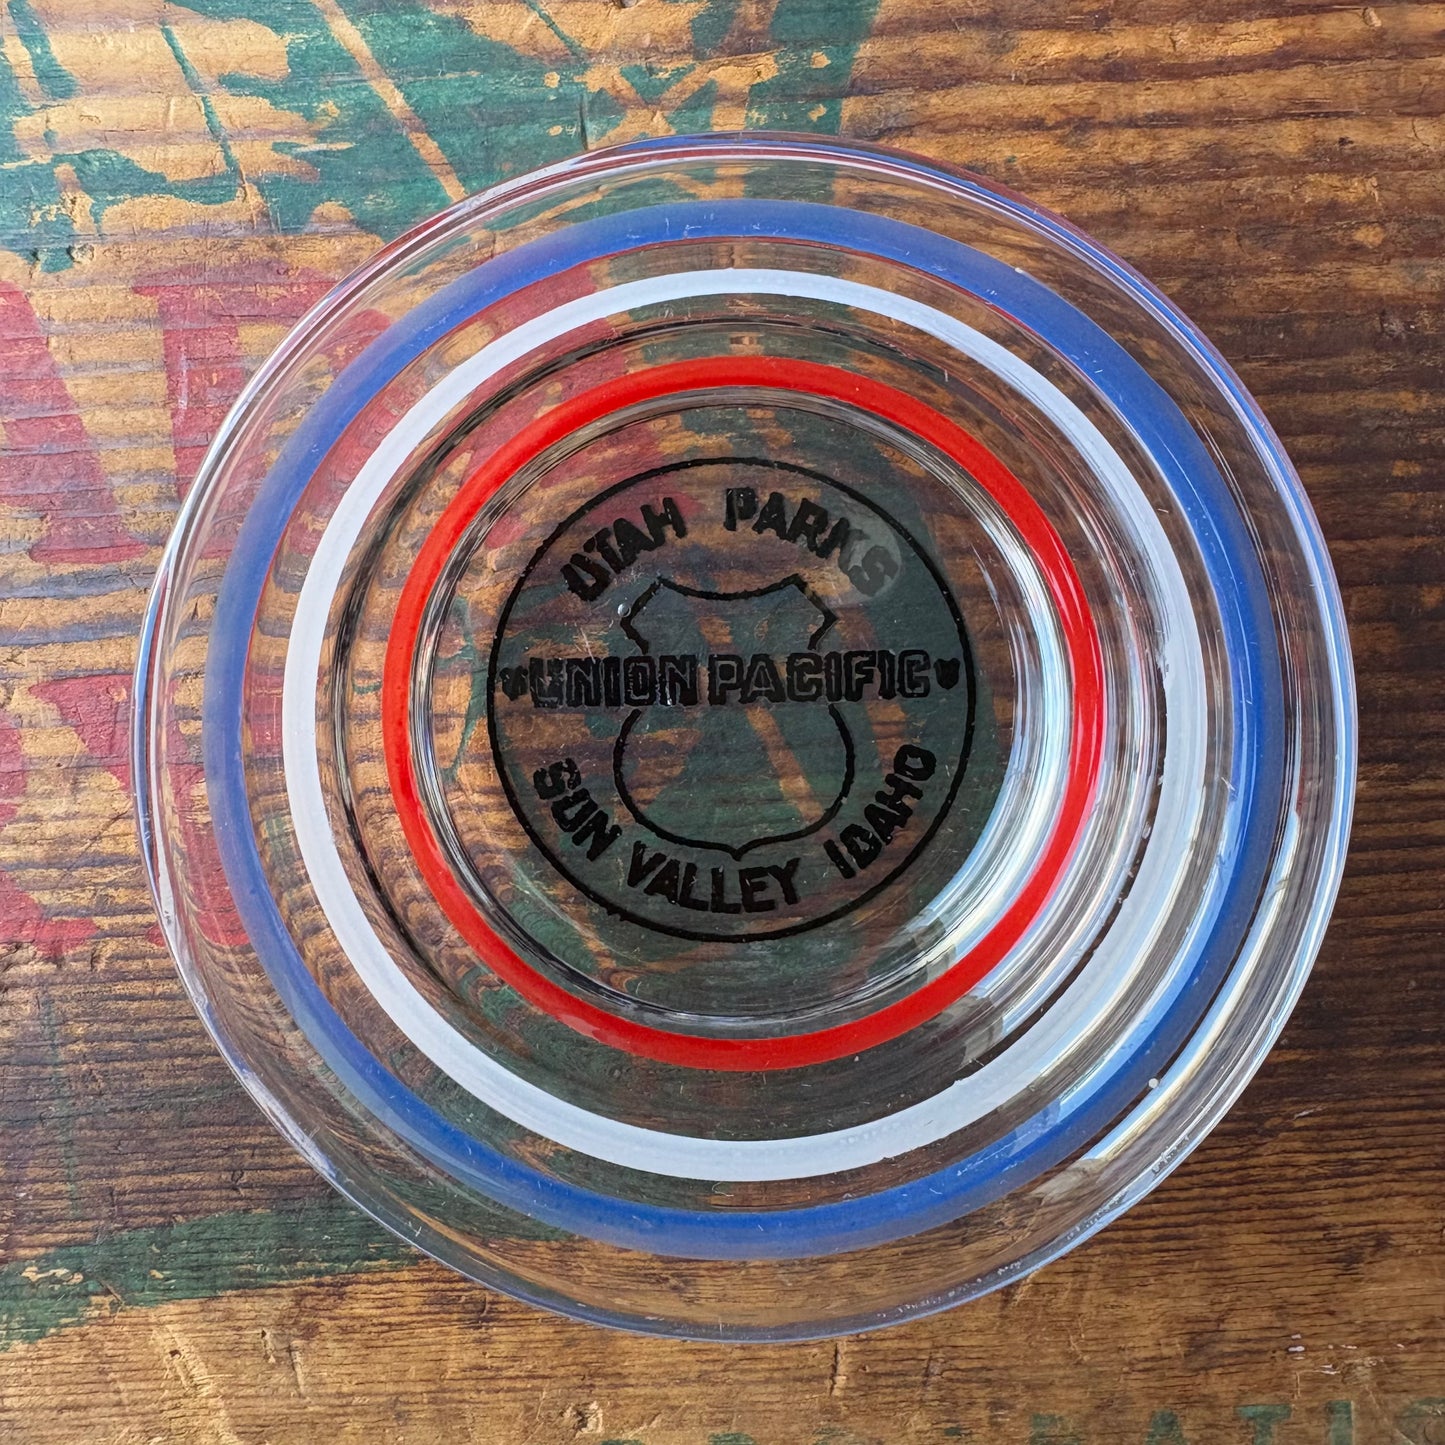 UTAH PARKS
UNION PACIFIC
SUN VALLEY IDAHO